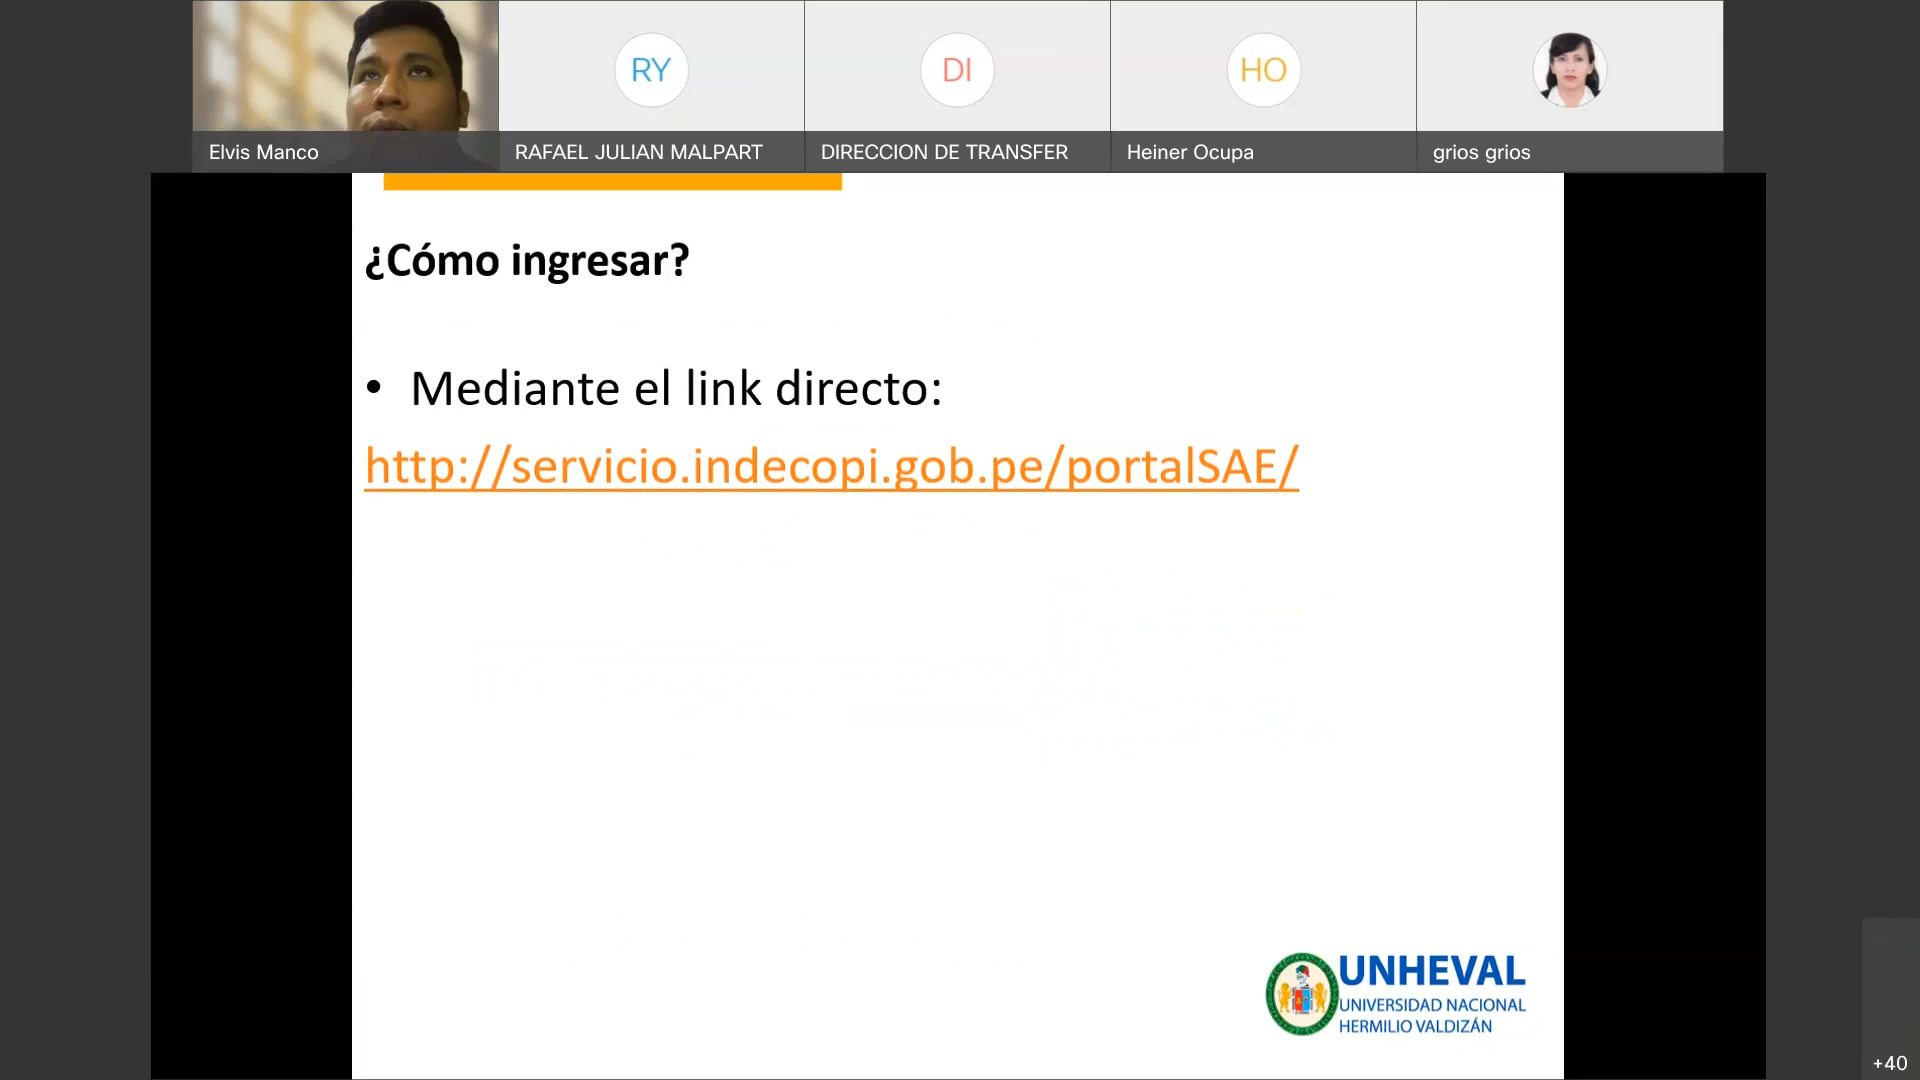 RY
DI
HO
Elvis Manco
RAFAEL JULIAN MALPART
DIRECCION DE TRANSFER
Heiner Ocupa
grios grios
¿Cómo ingresar?
• Mediante el link directo:
http://servicio.indecopi.gob.pe/portalSAE/
UNHEVAL
UNIVERSIDAD NACIONAL
HERMILIO VALDIZÁN
+40